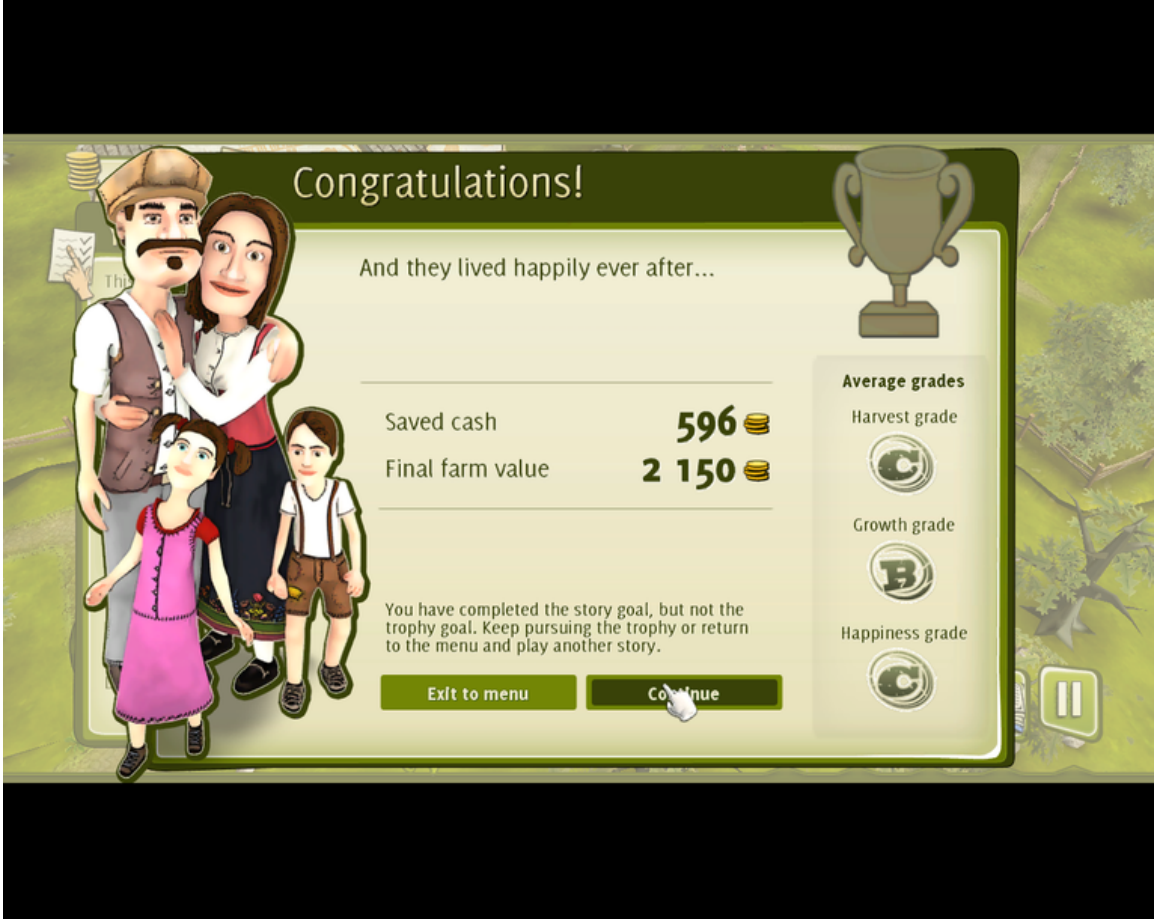 Congratulations!
And they lived happily ever after...
Saved cash 596
Final farm value 2 150
You have completed the story goal, but not the
trophy goal. Keep pursuing the trophy or return
to the menu and play another story.
Exit to menu
Continue
Average grades
Harvest grade
C
Growth grade
B
Happiness grade
C